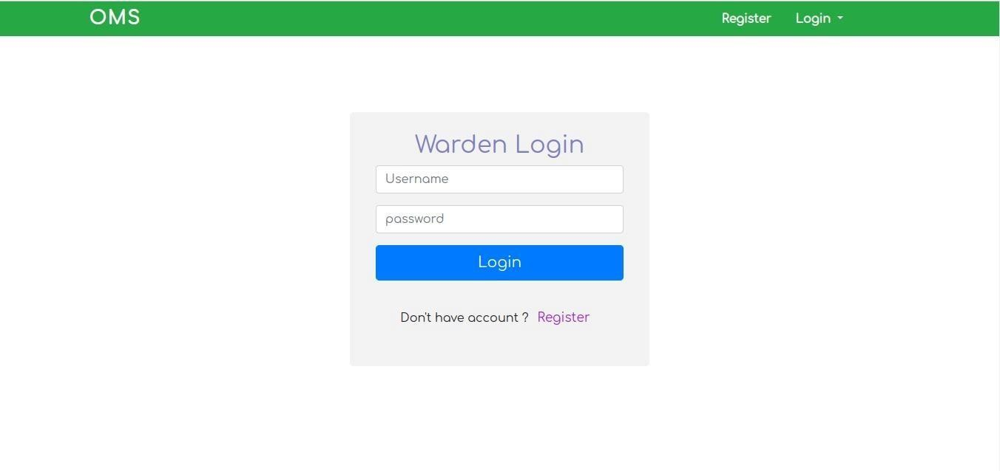 OMS Register Login
Warden Login
Username
password
Login
Don't have account ? Register